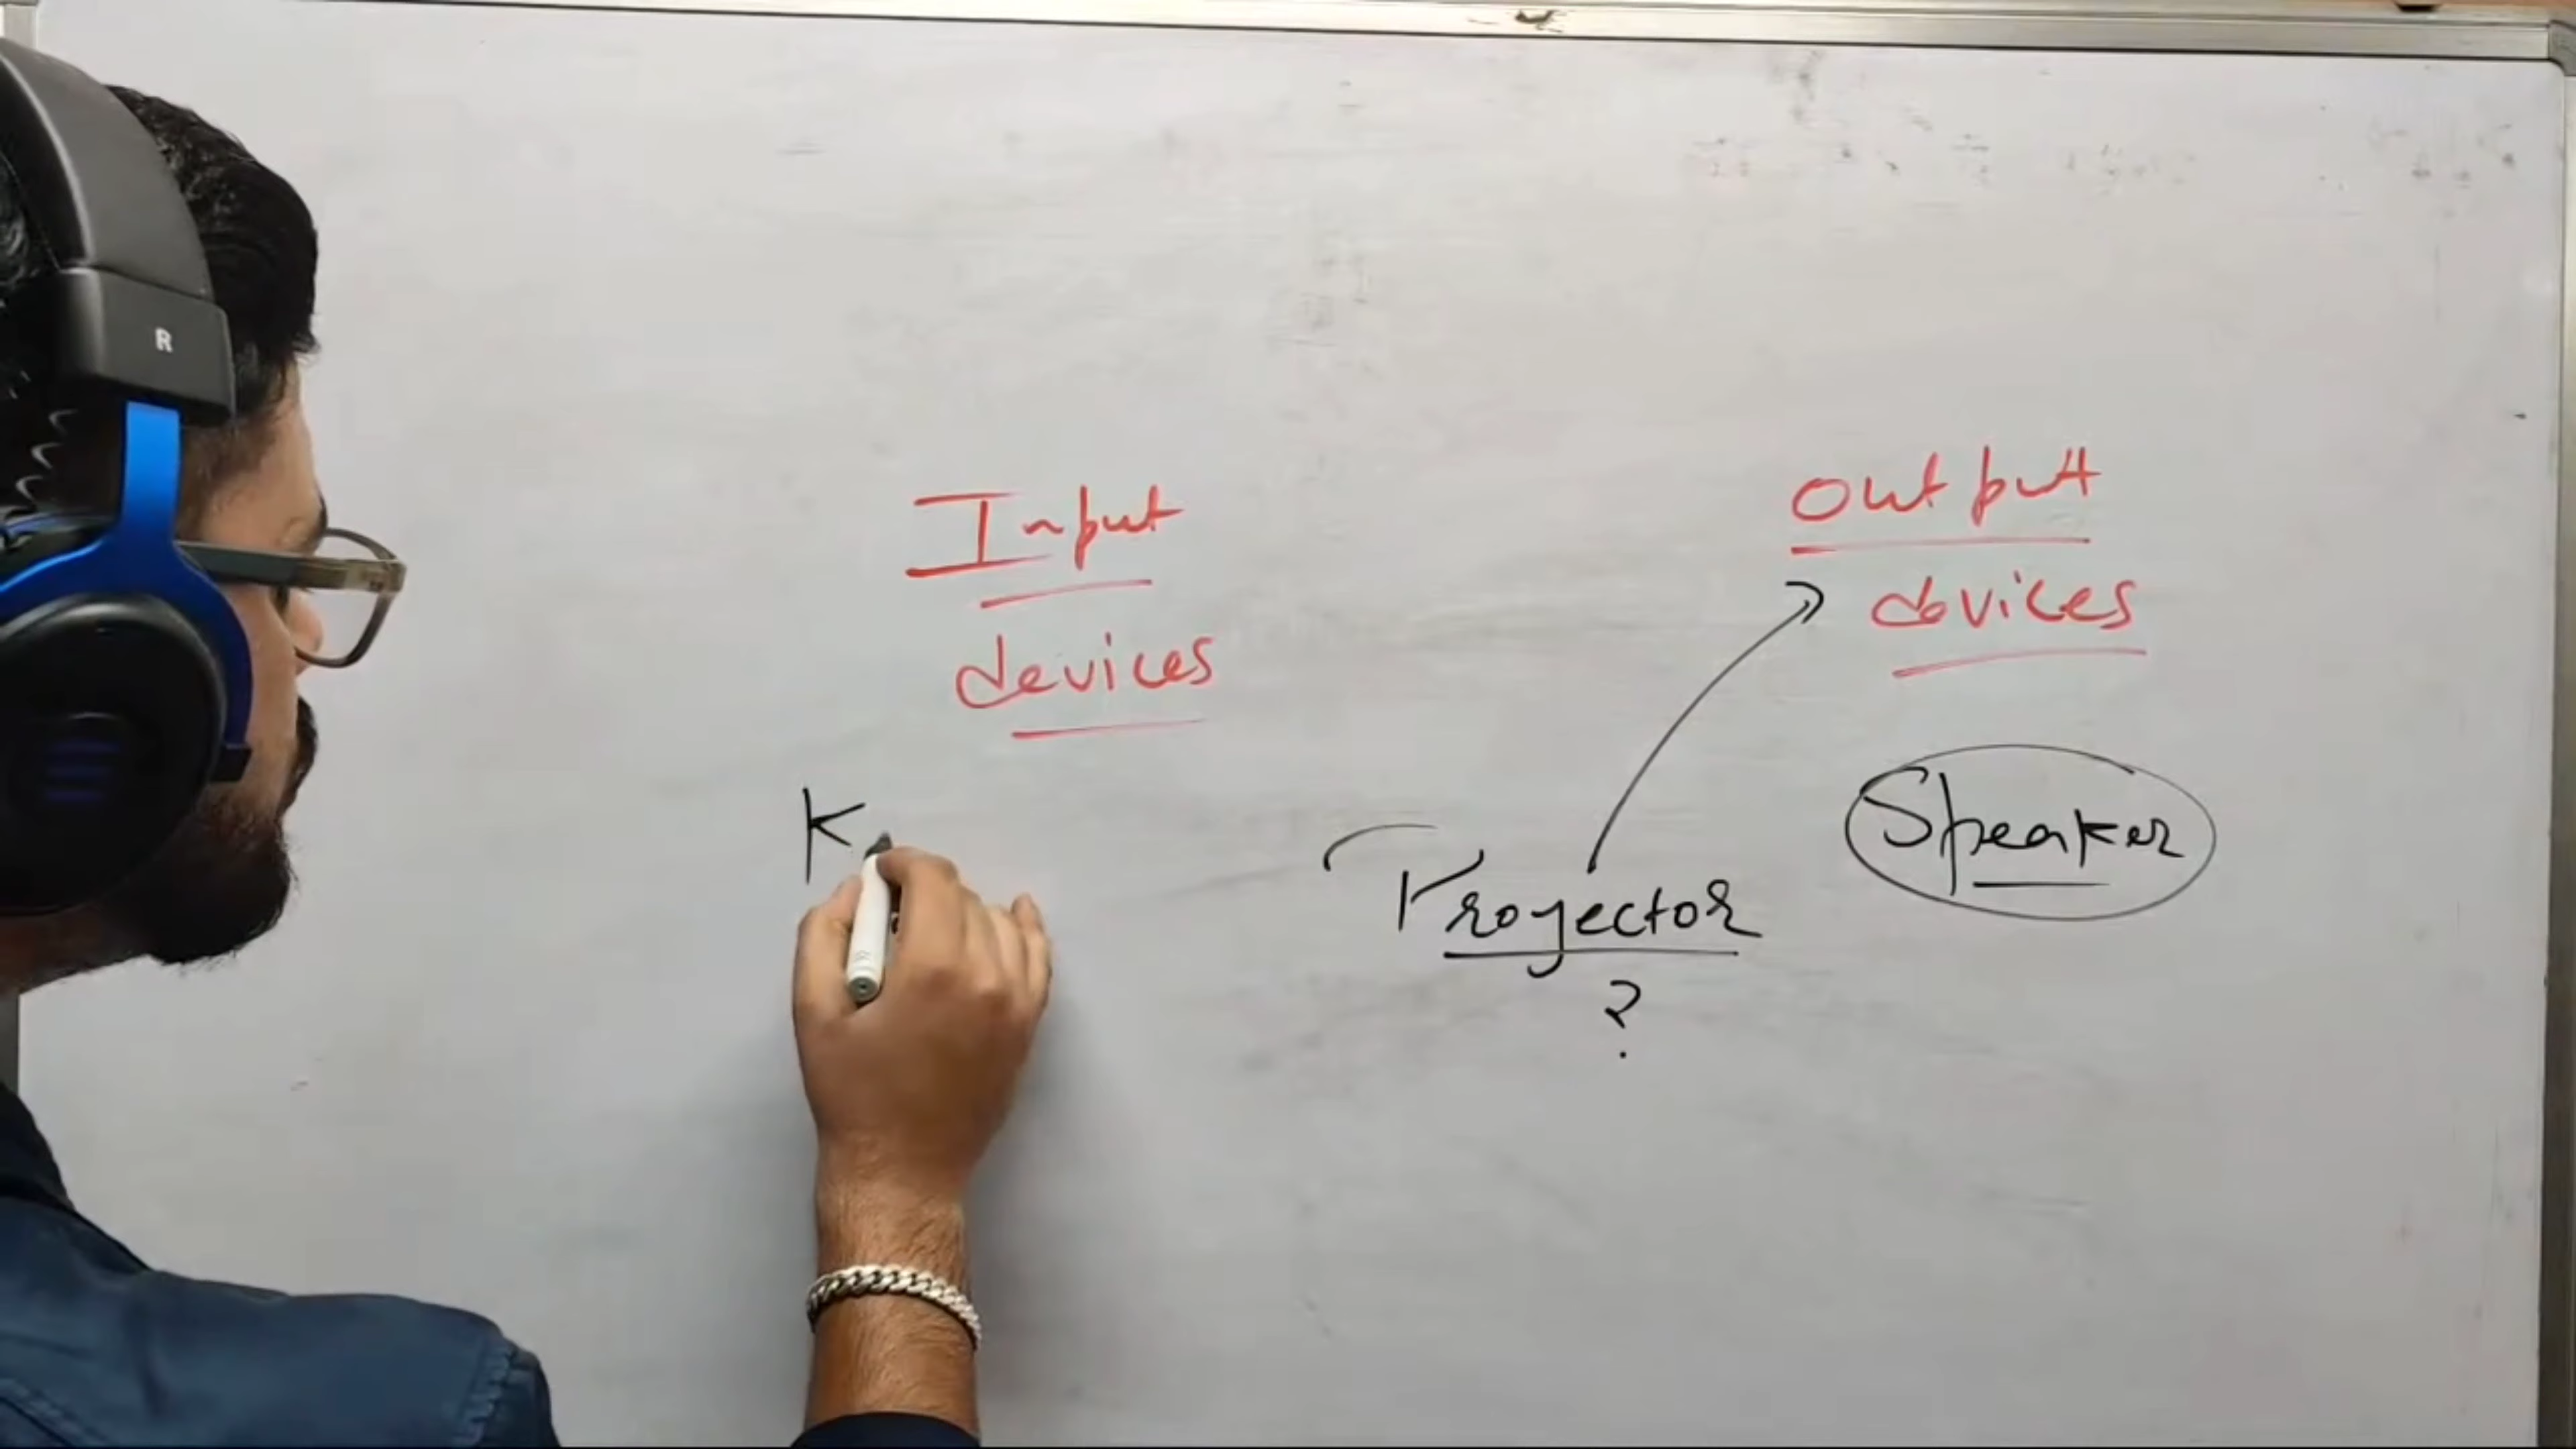 R
Input
devices
Output
devices
K
Projector
?
Speaker